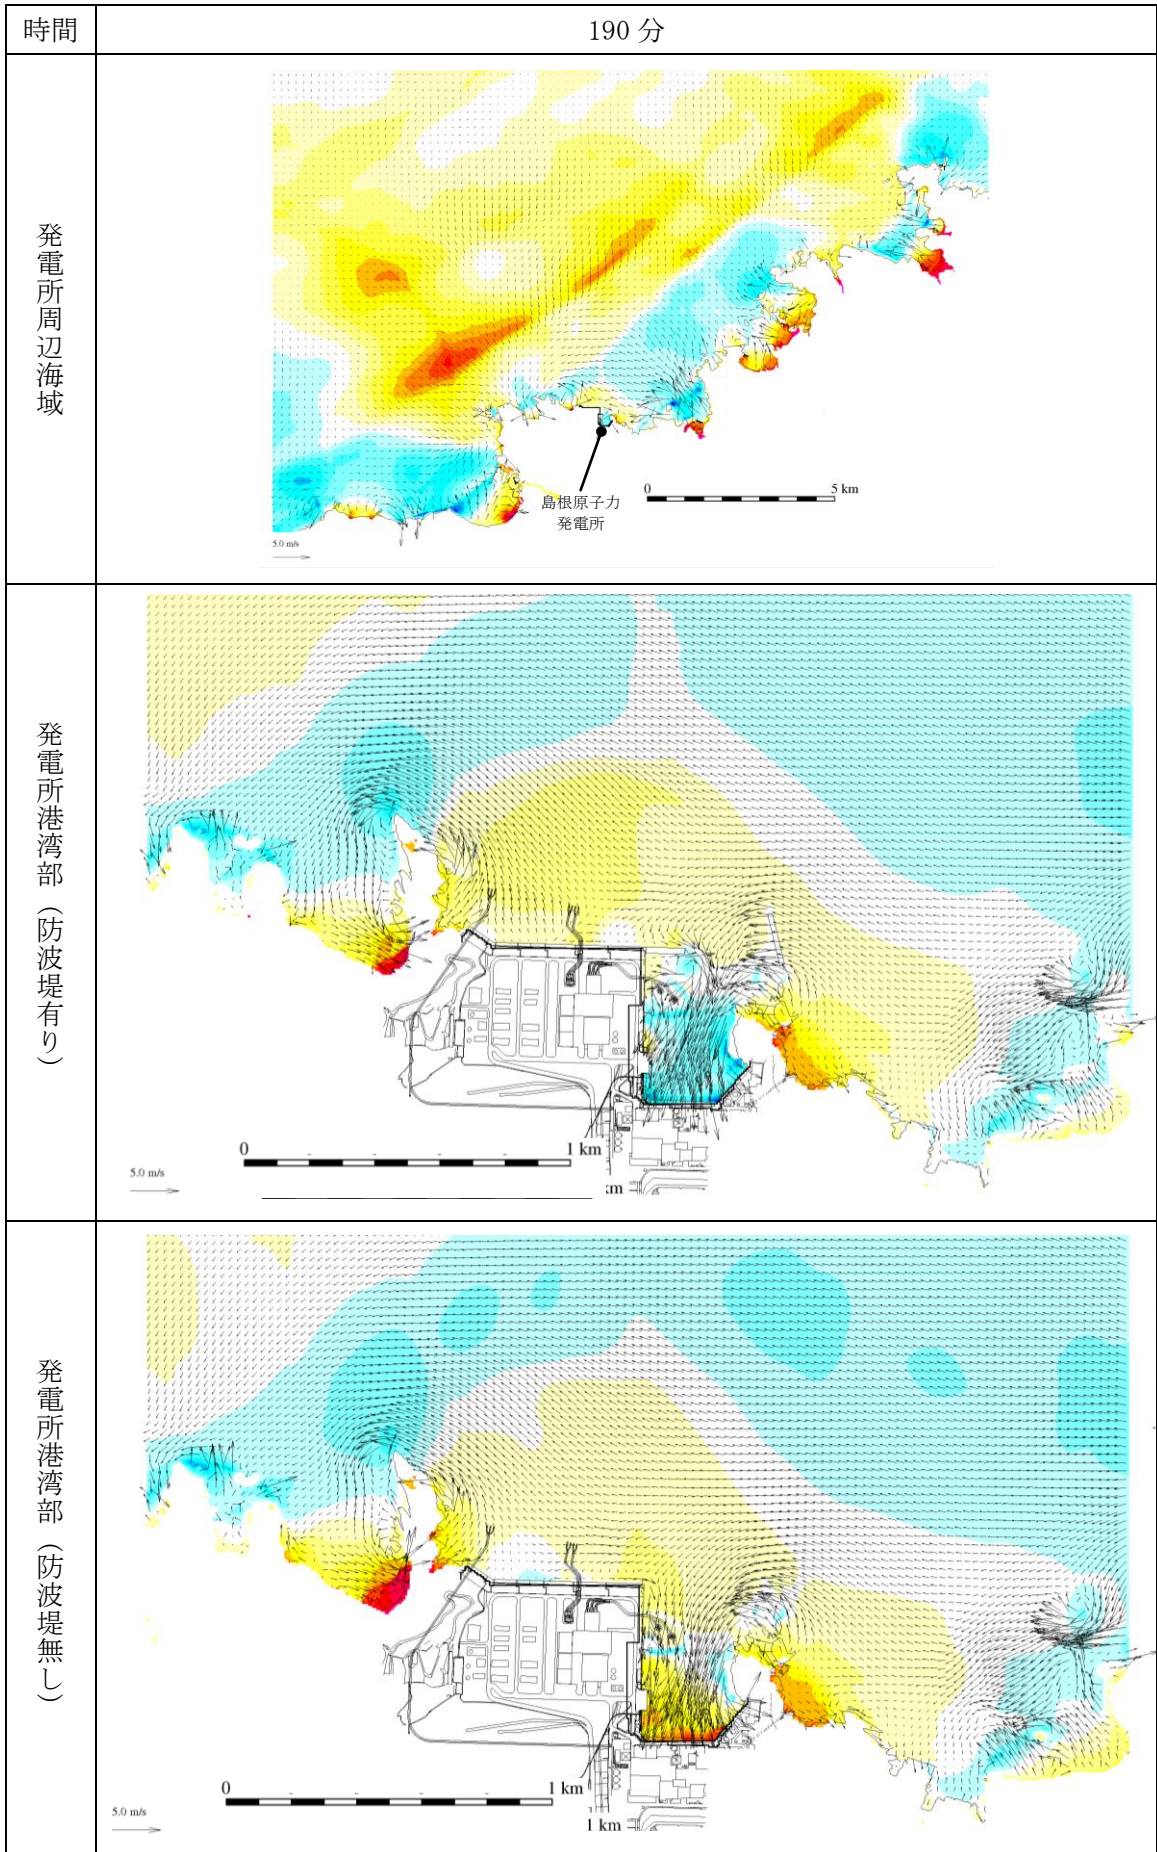 時間
190 分
発電所周辺海域
島根原子力
発電所
0
5 km
5.0 m/s
発電所港湾部（防波堤有り）
0
1 km
5.0 m/s
km
発電所港湾部（防波堤無し）
0
1 km
5.0 m/s
1 km